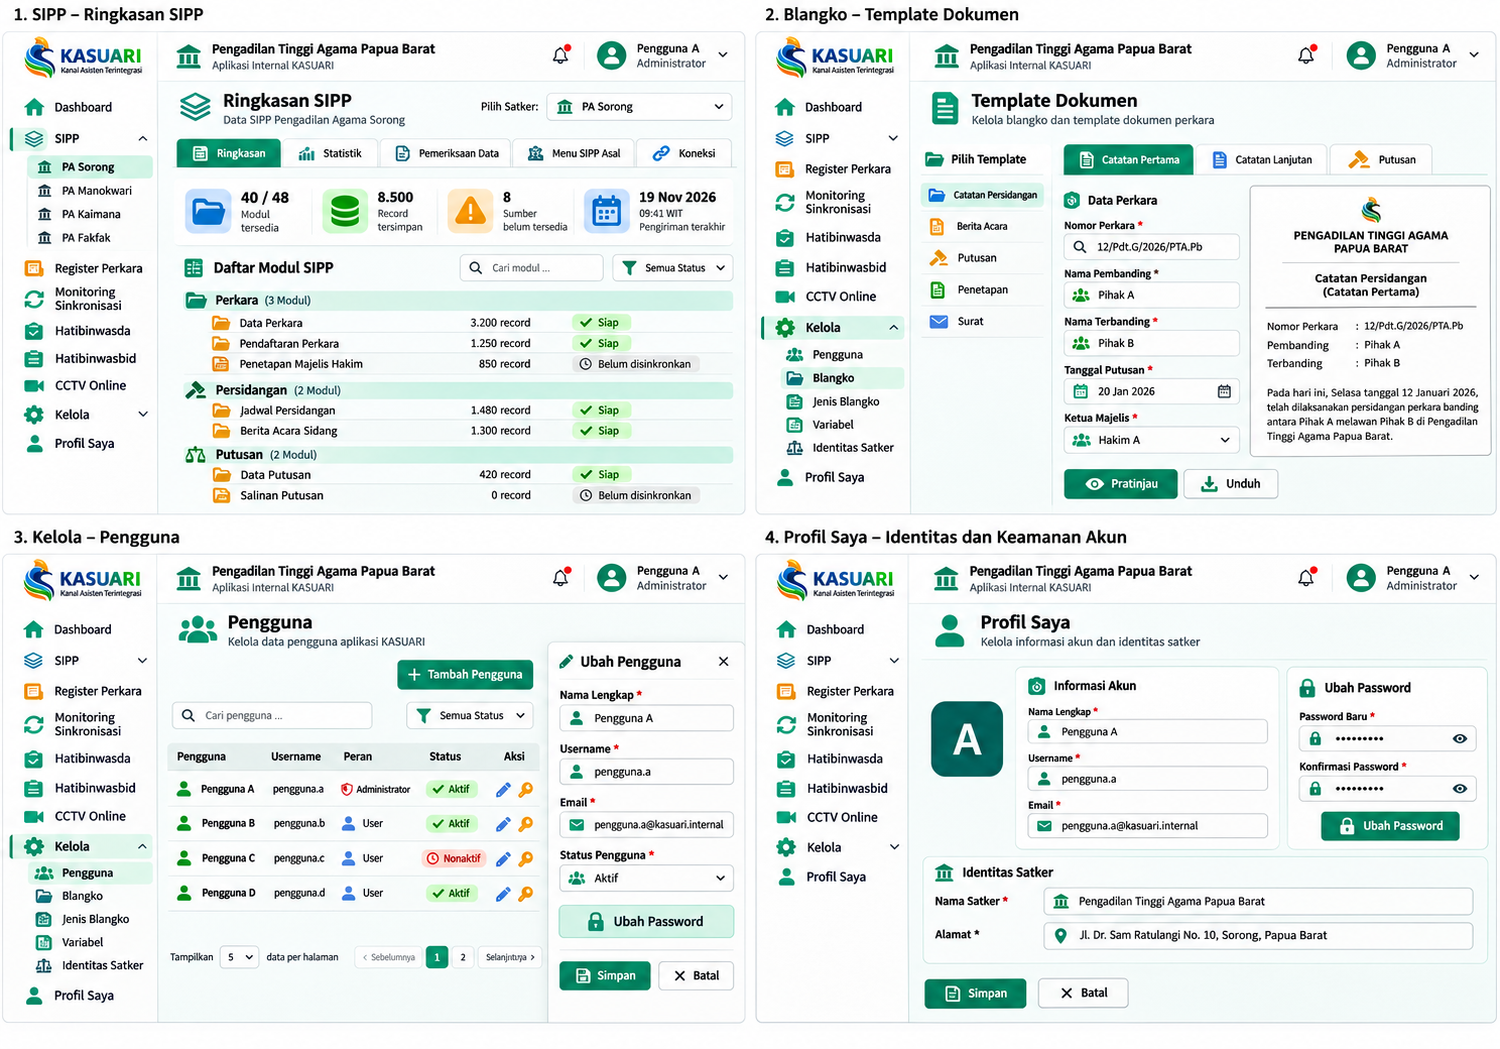 1. SIPP – Ringkasan SIPP
KASUARI
Kanal Asisten Terintegrasi
Pengadilan Tinggi Agama Papua Barat
Aplikasi Internal KASUARI
Pengguna A
Administrator
Dashboard
SIPP
PA Sorong
PA Manokwari
PA Kaimana
PA Fakfak
Register Perkara
Monitoring
Sinkronisasi
Hatibinwasda
Hatibinwasbid
CCTV Online
Kelola
Profil Saya
Ringkasan SIPP
Data SIPP Pengadilan Agama Sorong
Pilih Satker:
PA Sorong
Ringkasan
Statistik
Pemeriksaan Data
Menu SIPP Asal
Koneksi
40 / 48
Modul
tersedia
8.500
Record
tersimpan
8
Sumber
belum tersedia
19 Nov 2026
09:41 WIT
Pengiriman terakhir
Daftar Modul SIPP
Cari modul ...
Semua Status
Perkara (3 Modul)
Data Perkara 3.200 record Siap
Pendaftaran Perkara 1.250 record Siap
Penetapan Majelis Hakim 850 record Belum disinkronkan
Persidangan (2 Modul)
Jadwal Persidangan 1.480 record Siap
Berita Acara Sidang 1.300 record Siap
Putusan (2 Modul)
Data Putusan 420 record Siap
Salinan Putusan 0 record Belum disinkronkan
2. Blangko – Template Dokumen
KASUARI
Kanal Asisten Terintegrasi
Pengadilan Tinggi Agama Papua Barat
Aplikasi Internal KASUARI
Pengguna A
Administrator
Dashboard
SIPP
Register Perkara
Monitoring
Sinkronisasi
Hatibinwasda
Hatibinwasbid
CCTV Online
Kelola
Pengguna
Blangko
Jenis Blangko
Variabel
Identitas Satker
Profil Saya
Template Dokumen
Kelola blangko dan template dokumen perkara
Pilih Template
Catatan Persidangan
Berita Acara
Putusan
Penetapan
Surat
Catatan Pertama
Catatan Lanjutan
Putusan
Data Perkara
Nomor Perkara *
12/Pdt.G/2026/PTA.Pb
Nama Pembanding *
Pihak A
Nama Terbanding *
Pihak B
Tanggal Putusan *
20 Jan 2026
Ketua Majelis *
Hakim A
Pratinjau
Unduh
PENGADILAN TINGGI AGAMA
PAPUA BARAT
Catatan Persidangan
(Catatan Pertama)
Nomor Perkara : 12/Pdt.G/2026/PTA.Pb
Pembanding : Pihak A
Terbanding : Pihak B
Pada hari ini, Selasa tanggal 12 Januari 2026,
telah dilaksanakan persidangan perkara banding
antara Pihak A melawan Pihak B di Pengadilan
Tinggi Agama Papua Barat.
3. Kelola – Pengguna
KASUARI
Kanal Asisten Terintegrasi
Pengadilan Tinggi Agama Papua Barat
Aplikasi Internal KASUARI
Pengguna A
Administrator
Dashboard
SIPP
Register Perkara
Monitoring
Sinkronisasi
Hatibinwasda
Hatibinwasbid
CCTV Online
Kelola
Pengguna
Blangko
Jenis Blangko
Variabel
Identitas Satker
Profil Saya
Pengguna
Kelola data pengguna aplikasi KASUARI
+ Tambah Pengguna
Cari pengguna ...
Semua Status
Pengguna Username Peran Status Aksi
Pengguna A pengguna.a Administrator Aktif
Pengguna B pengguna.b User Aktif
Pengguna C pengguna.c User Nonaktif
Pengguna D pengguna.d User Aktif
Tampilkan 5 data per halaman
< Sebelumnya 1 2
Ubah Pengguna
Nama Lengkap *
Pengguna A
Username *
pengguna.a
Email *
pengguna.a@kasuari.internal
Status Pengguna *
Aktif
Ubah Password
Simpan
Batal
4. Profil Saya – Identitas dan Keamanan Akun
KASUARI
Kanal Asisten Terintegrasi
Pengadilan Tinggi Agama Papua Barat
Aplikasi Internal KASUARI
Pengguna A
Administrator
Dashboard
SIPP
Register Perkara
Monitoring
Sinkronisasi
Hatibinwasda
Hatibinwasbid
CCTV Online
Kelola
Profil Saya
Profil Saya
Kelola informasi akun dan identitas satker
A
Informasi Akun
Nama Lengkap *
Pengguna A
Username *
pengguna.a
Email *
pengguna.a@kasuari.internal
Ubah Password
Password Baru *
•••••••••
Konfirmasi Password *
•••••••••
Ubah Password
Identitas Satker
Nama Satker *
Pengadilan Tinggi Agama Papua Barat
Alamat *
Jl. Dr. Sam Ratulangi No. 10, Sorong, Papua Barat
Simpan
Batal